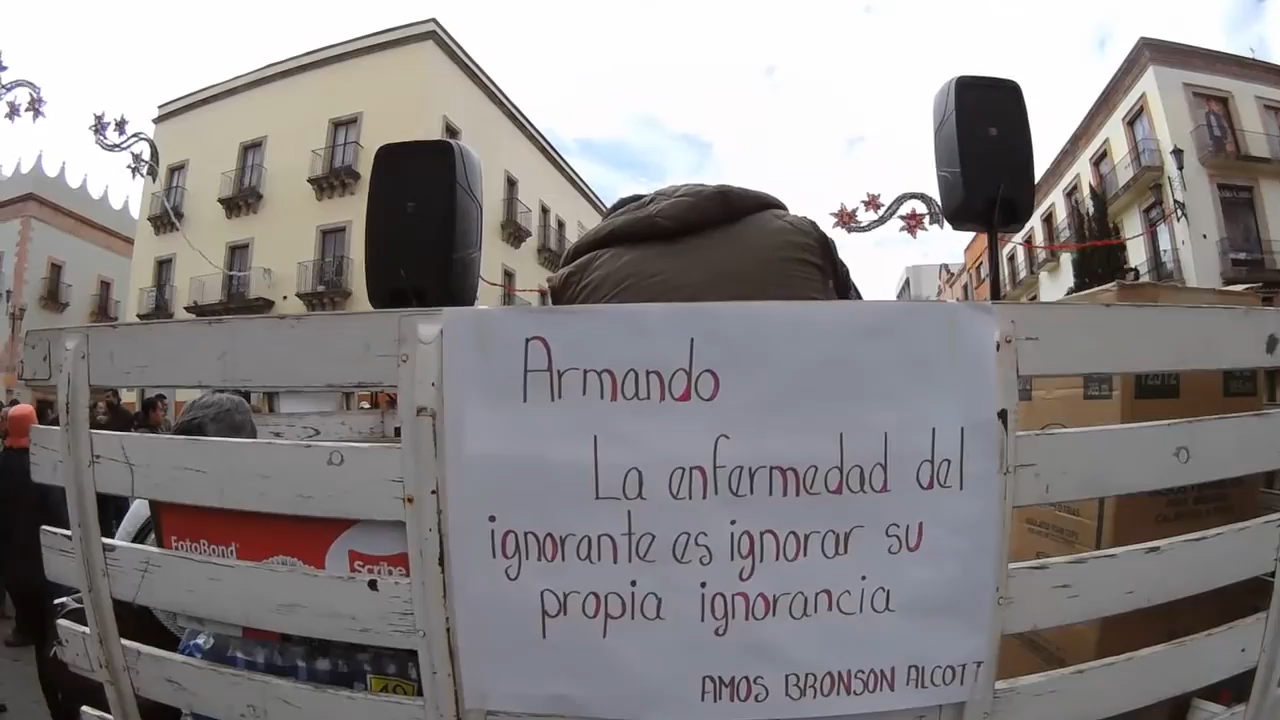 Armando
La enfermedad del
ignorante es ignorar su
propia ignorancia
AMOS BRONSON ALCOTT
FotoBond
Scribe